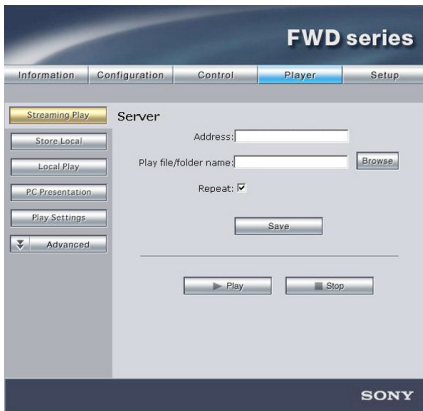 FWD series
Information Configuration Control Player Setup
Streaming Play
Store Local
Local Play
PC Presentation
Play Settings
Advanced
Server
Address:
Play file/folder name: Browse
Repeat:
Save
Play Stop
SONY